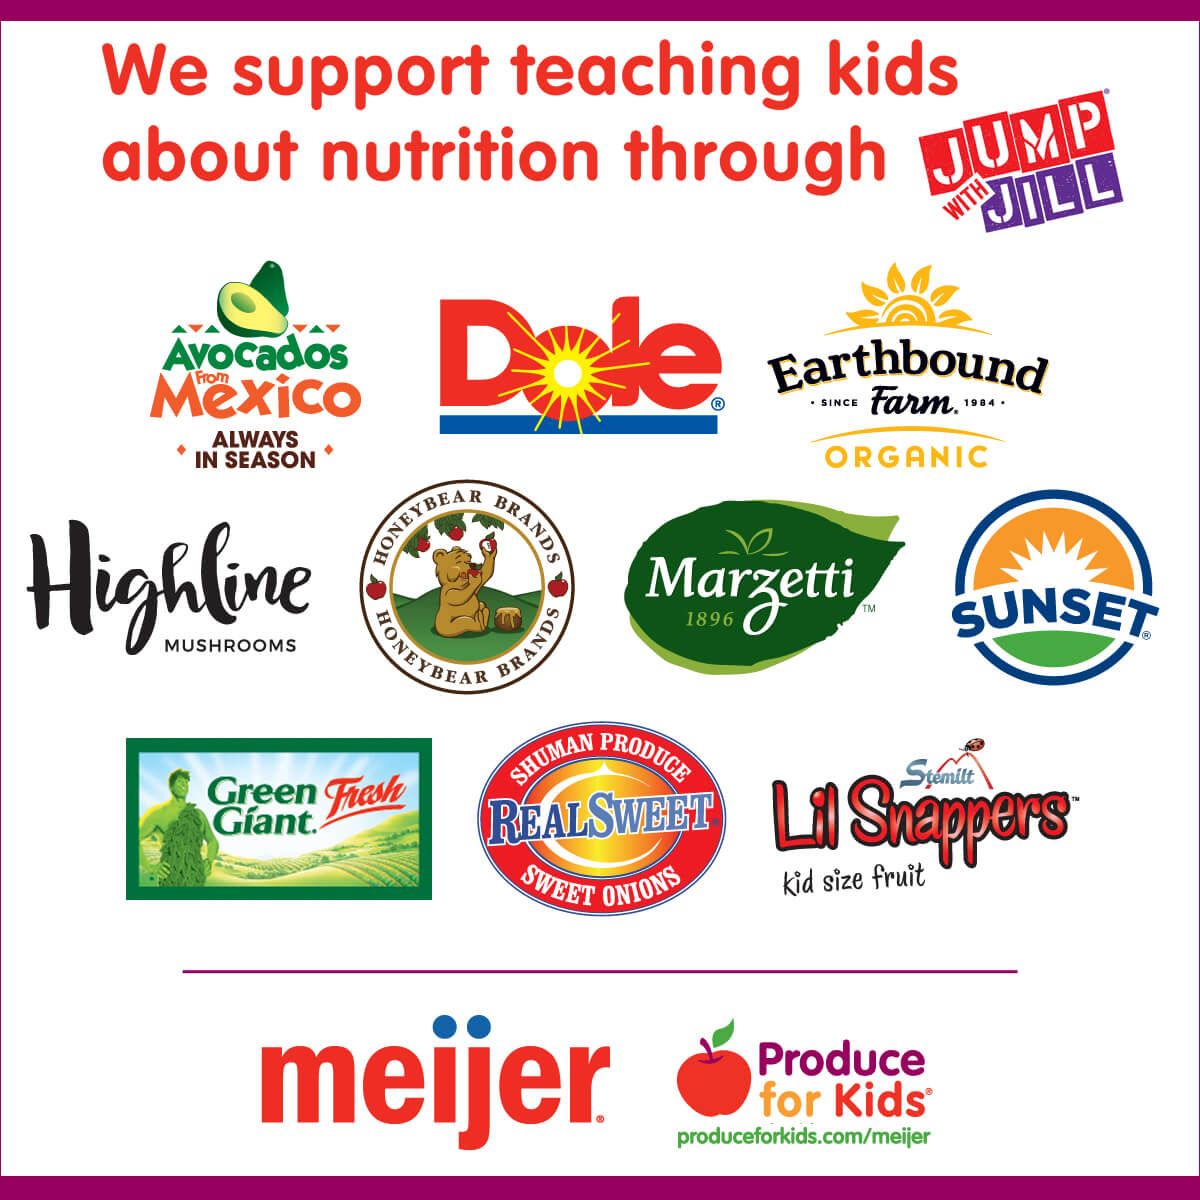 We support teaching kids
about nutrition through
JUMP
WITH
JILL
Avocados
From
Mexico
ALWAYS
IN SEASON
Dole
Earthbound
SINCE Farm 1984
ORGANIC
Highline
MUSHROOMS
HONEYBEAR BRANDS
HONEYBEAR BRANDS
Marzetti
1896
SUNSET
Green Fresh
Giant.
SHUMAN PRODUCE
REALSWEET
SWEET ONIONS
Stemilt
Lil Snappers
kid size fruit
meijer
Produce
for Kids
produceforkids.com/meijer